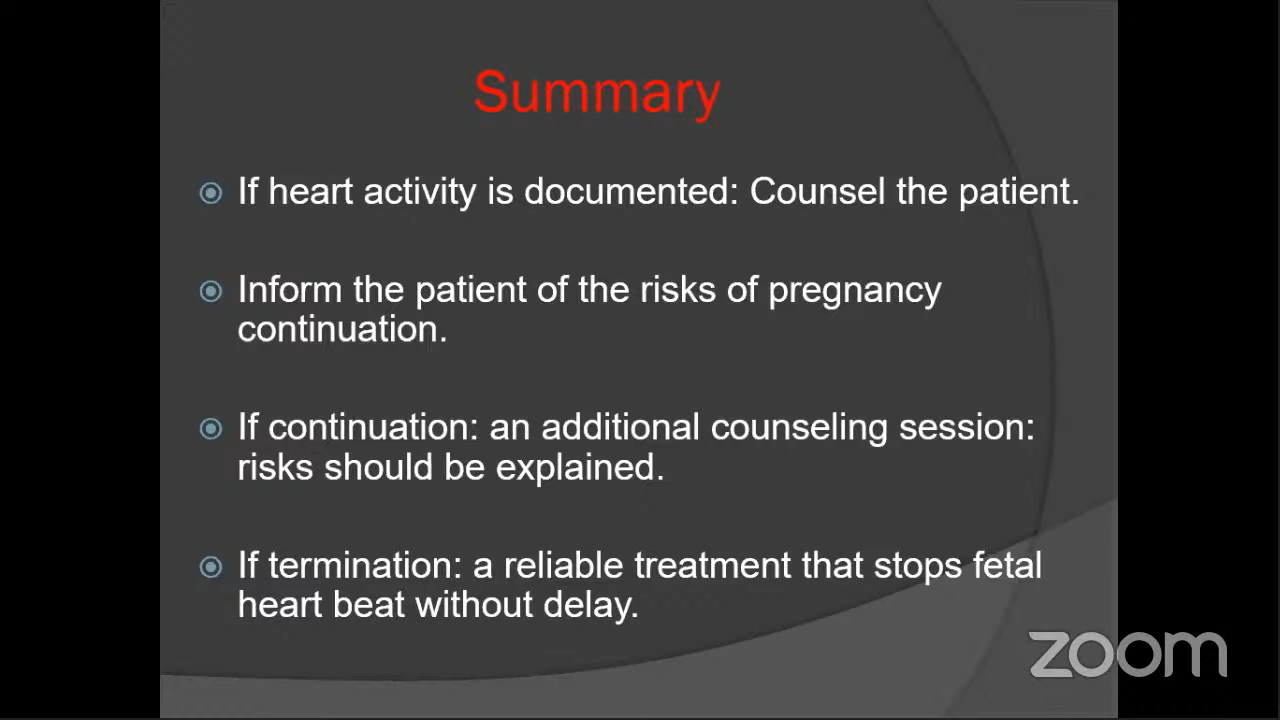 Summary
If heart activity is documented: Counsel the patient.
Inform the patient of the risks of pregnancy
continuation.
If continuation: an additional counseling session:
risks should be explained.
If termination: a reliable treatment that stops fetal
heart beat without delay.
zoom